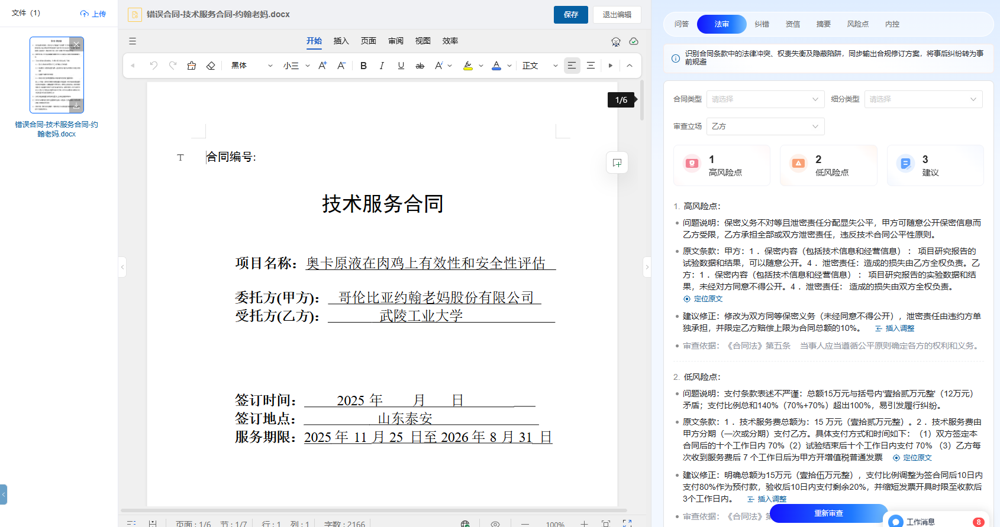 文件（1）
上传
错误合同-技术服务合同-约翰老妈.docx
错误合同-技术服务合同-约翰老妈.docx
保存
退出编辑
开始 插入 页面 审阅 视图 效率
黑体 小三 A+ A- B I U ab A A 正文
1/6
合同编号:
技术服务合同
项目名称：奥卡原液在肉鸡上有效性和安全性评估
委托方(甲方)：哥伦比亚约翰老妈股份有限公司
受托方(乙方)：武陵工业大学
签订时间：2025 年 月 日
签订地点：山东泰安
服务期限：2025 年 11 月 25 日至 2026 年 8 月 31 日
页面：1/6 节：1/7 行：1 列：1 字数：2166 100%
问答 法审 纠错 资信 摘要 风险点 内控
识别合同条款中的法律冲突、权责失衡及隐蔽陷阱，同步输出合规修订方案，将事后纠纷转为事
前规避
合同类型 请选择 细分类型 请选择
审查立场 乙方
1 高风险点
2 低风险点
3 建议
1. 高风险点：
问题说明：保密义务不对等且泄密责任分配显失公平，甲方可随意公开保密信息而
乙方受限，乙方承担全部或双方泄密责任，违反技术合同公平性原则。
原文条款：甲方：1． 保密内容（包括技术信息和经营信息）： 项目研究报告的
试验数据和结果，可以随意公开。4．泄密责任：造成的损失由乙方全权负责。乙
方：1．保密内容（包括技术信息和经营信息）： 项目研究报告的实验数据和结
果，未经对方同意不得公开。4．泄密责任： 造成的损失由双方全权负责。
定位原文
建议修正：修改为双方同等保密义务（未经同意不得公开），泄密责任由违约方单
独承担，并限定乙方赔偿上限为合同总额的10%。 插入调整
审查依据：《合同法》第五条 当事人应当遵循公平原则确定各方的权利和义务。
2. 低风险点：
问题说明：支付条款表述不严谨：总额15万元与括号内'壹拾贰万元整'（12万元）
矛盾；支付比例总和140%（70%+70%）超出100%，易引发履行纠纷。
原文条款：1．技术服务费总额为：15 万元（壹拾贰万元整）。2．技术服务费由
甲方分期（一次或分期）支付乙方。具体支付方式和时间如下：（1）双方签定本
合同后的十个工作日内 70%（2）试验结束后十个工作日内支付 70% （3）乙方每
次收到服务费后 7 个工作日后为甲方开增值税普通发票 定位原文
建议修正：明确总额为15万元（壹拾伍万元整），支付比例调整为签合同后10日内
支付80%作为预付款，验收后10日内支付剩余20%，并缩短发票开具时限至收款后
3个工作日内。 插入调整
审查依据：《合同法》第
重新审查
工作消息 8